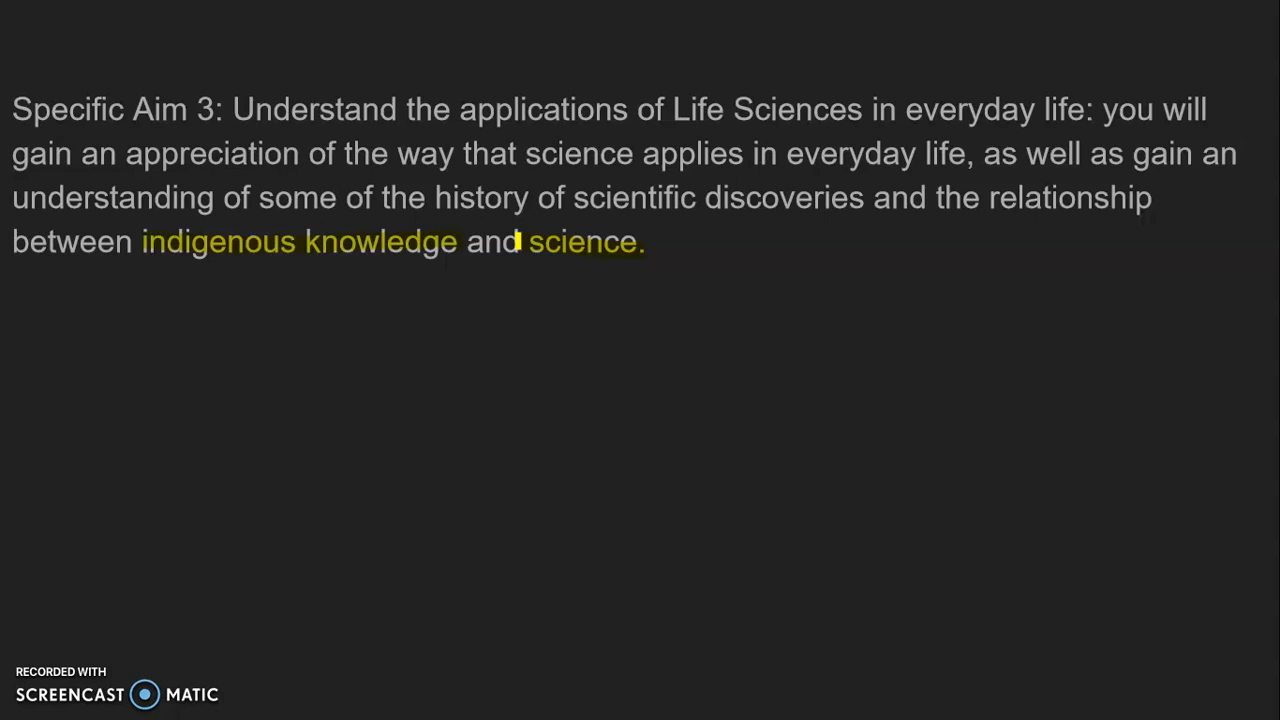 Specific Aim 3: Understand the applications of Life Sciences in everyday life: you will
gain an appreciation of the way that science applies in everyday life, as well as gain an
understanding of some of the history of scientific discoveries and the relationship
between indigenous knowledge and science.
RECORDED WITH
SCREENCAST MATIC